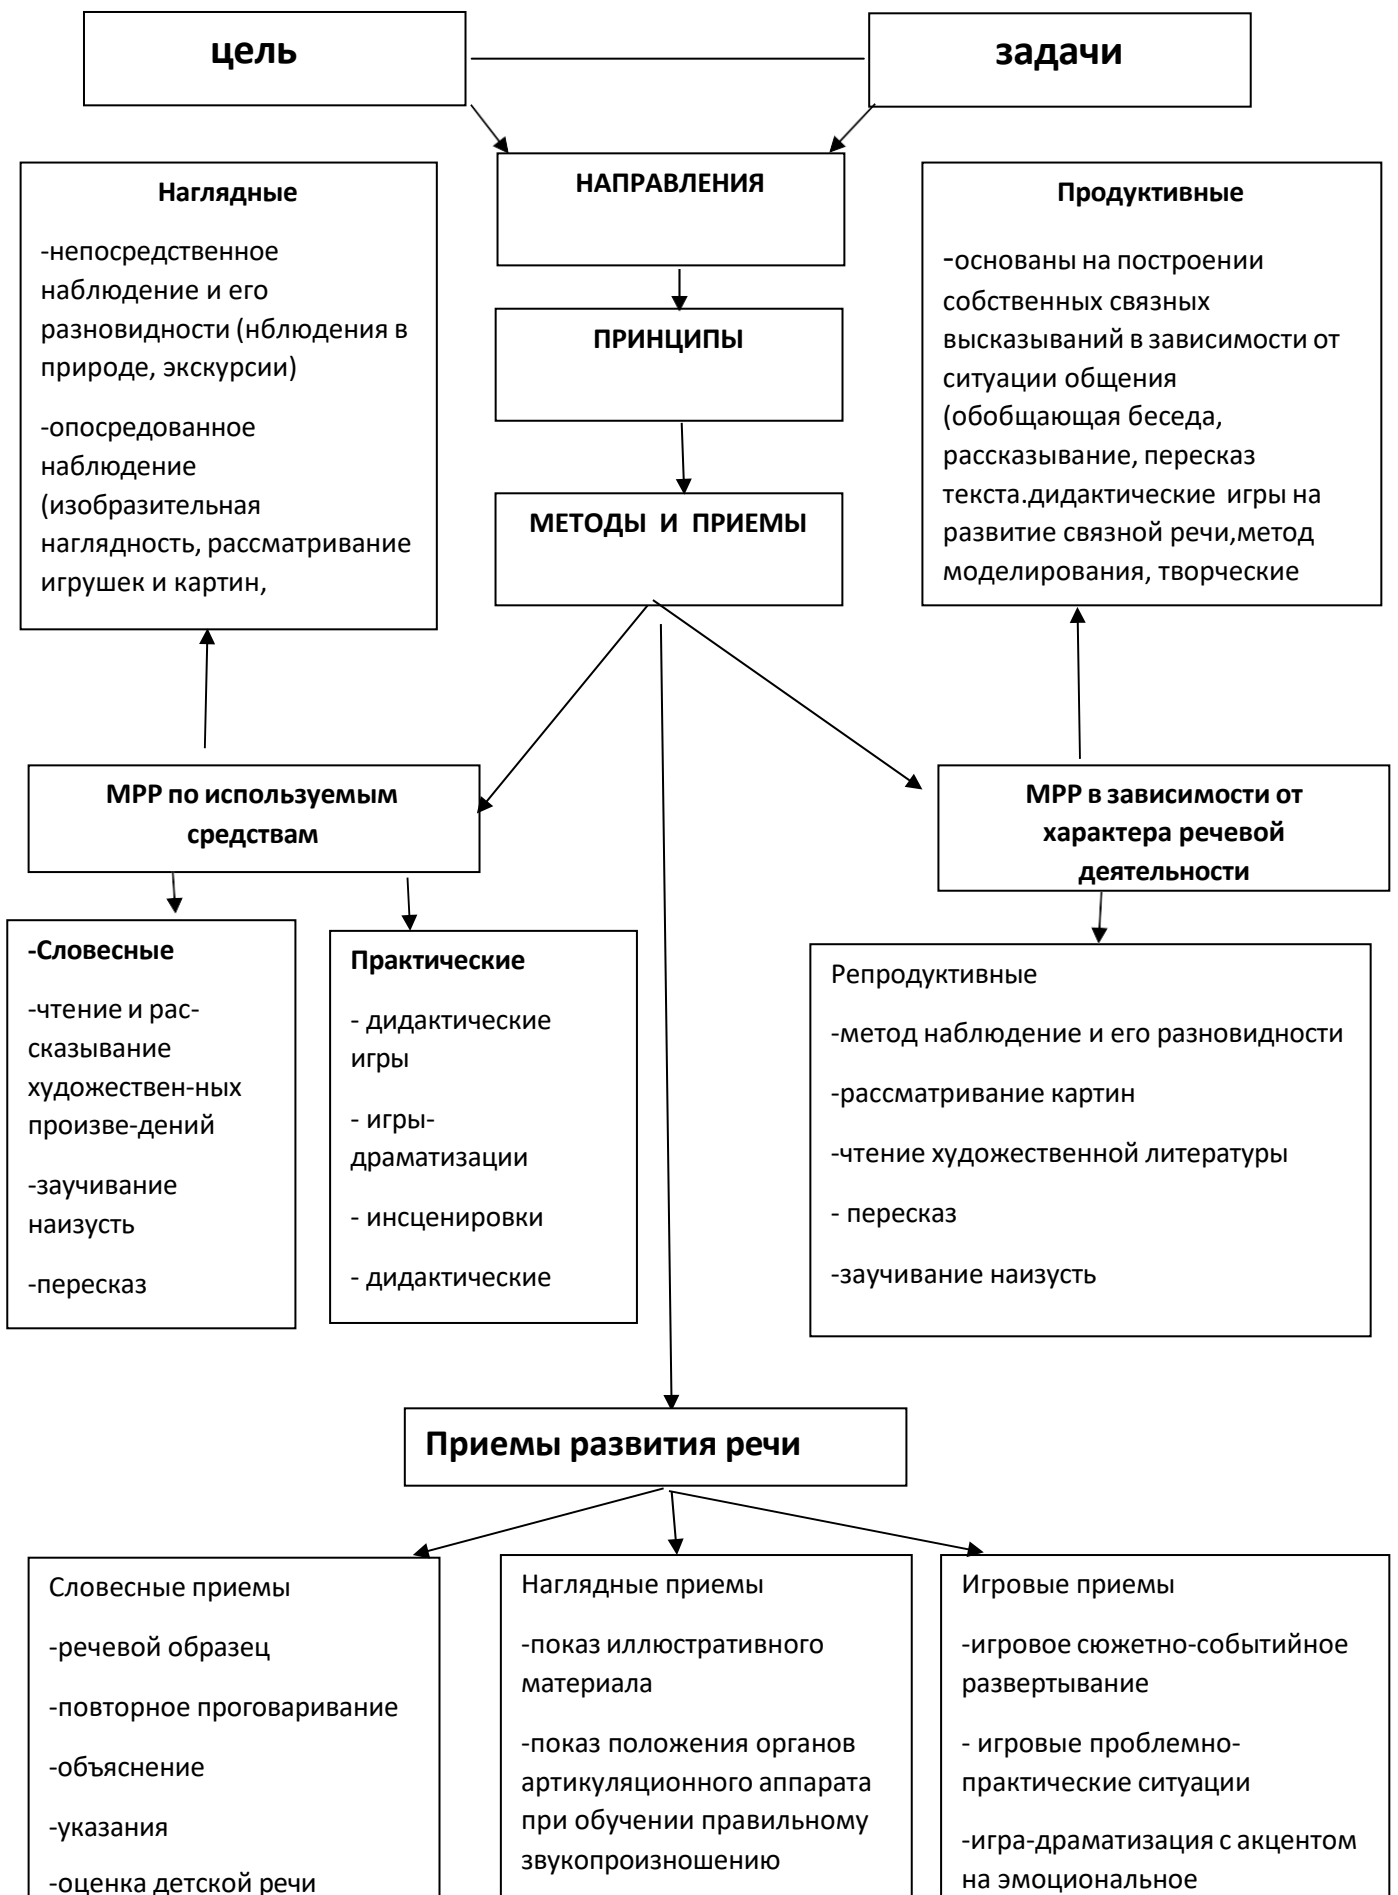 цель
задачи
НАПРАВЛЕНИЯ
Наглядные
-непосредственное
наблюдение и его
разновидности (нблюдения в
природе, экскурсии)
-опосредованное
наблюдение
(изобразительная
наглядность, рассматривание
игрушек и картин,
Продуктивные
-основаны на построении
собственных связных
высказываний в зависимости от
ситуации общения
(обобщающая беседа,
рассказывание, пересказ
текста.дидактические игры на
развитие связной речи,метод
моделирования, творческие
ПРИНЦИПЫ
МЕТОДЫ И ПРИЕМЫ
МРР по используемым
средствам
МРР в зависимости от
характера речевой
деятельности
-Словесные
-чтение и рас-
сказывание
художествен-ных
произве-дений
-заучивание
наизусть
-пересказ
Практические
- дидактические
игры
- игры-
драматизации
- инсценировки
- дидактические
Репродуктивные
-метод наблюдение и его разновидности
-рассматривание картин
-чтение художественной литературы
- пересказ
-заучивание наизусть
Приемы развития речи
Словесные приемы
-речевой образец
-повторное проговаривание
-объяснение
-указания
-оценка детской речи
Наглядные приемы
-показ иллюстративного
материала
-показ положения органов
артикуляционного аппарата
при обучении правильному
звукопроизношению
Игровые приемы
-игровое сюжетно-событийное
развертывание
- игровые проблемно-
практические ситуации
-игра-драматизация с акцентом
на эмоциональное